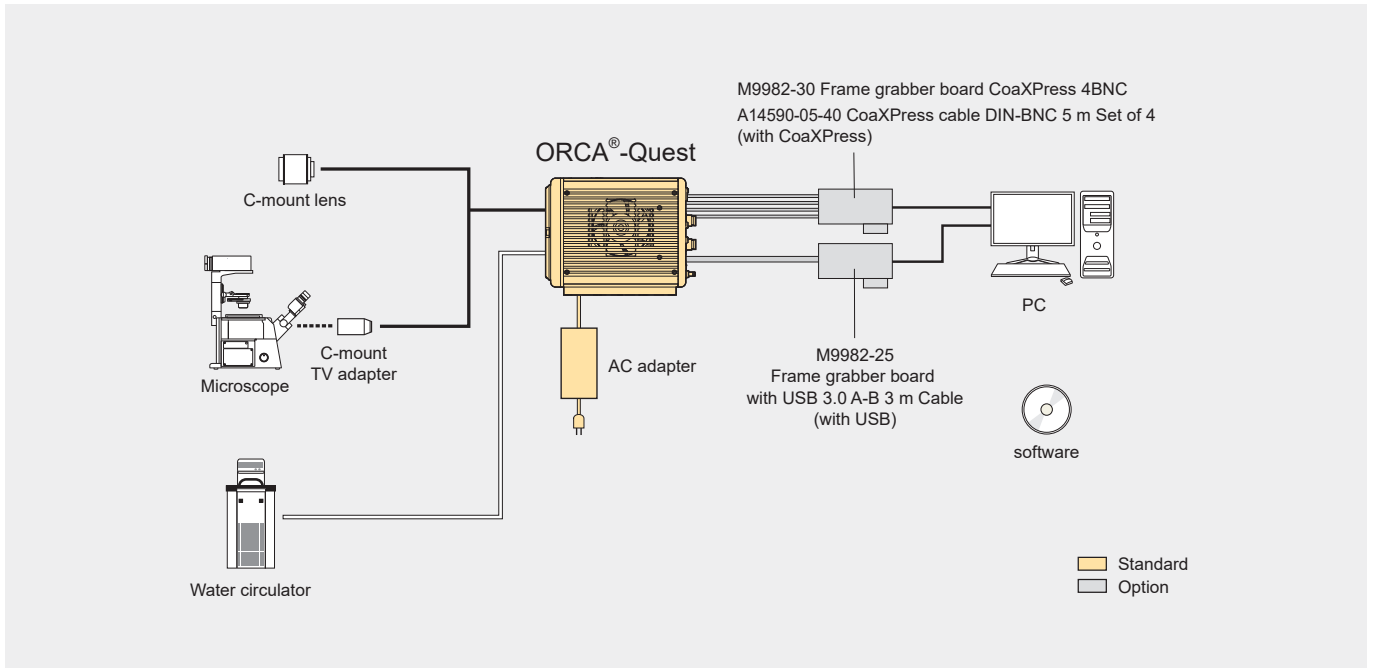 M9982-30 Frame grabber board CoaXPress 4BNC
A14590-05-40 CoaXPress cable DIN-BNC 5 m Set of 4
(with CoaXPress)
ORCA®-Quest
C-mount lens
PC
C-mount
TV adapter
Microscope
AC adapter
M9982-25
Frame grabber board
with USB 3.0 A-B 3 m Cable
(with USB)
software
Water circulator
Standard
Option